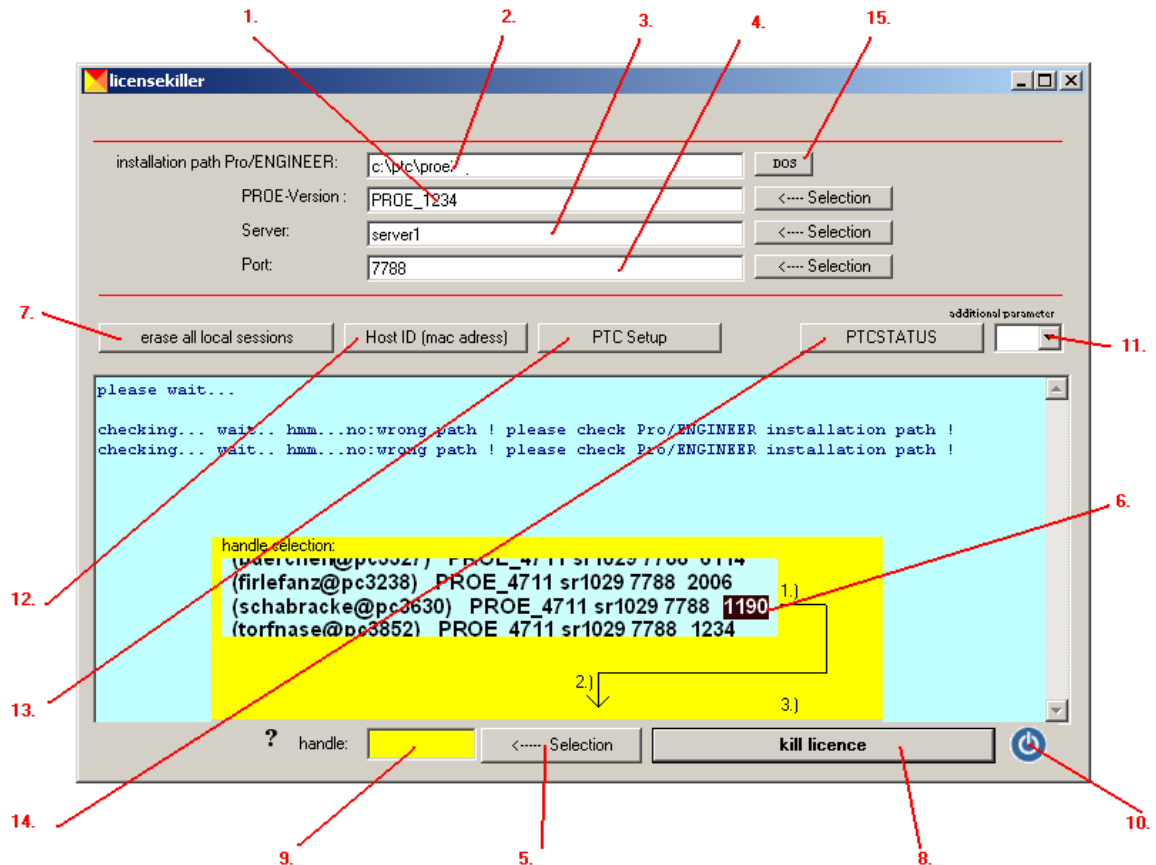 1.
2.
3.
4.
15.
licensekiller
installation path Pro/ENGINEER:
c:\ptc\proe
DOS
PROE-Version :
PROE_1234
<---- Selection
Server:
server1
<---- Selection
Port:
7788
<---- Selection
7.
additional parameter
erase all local sessions
Host ID (mac adress)
PTC Setup
PTCSTATUS
11.
please wait...
checking... wait.. hmm...no:wrong path ! please check Pro/ENGINEER installation path !
checking... wait.. hmm...no:wrong path ! please check Pro/ENGINEER installation path !
6.
handle selection:
(firlefanz@pc3238) PROE_4711 sr1029 7788 2006
1.)
(schabracke@pc3630) PROE_4711 sr1029 7788 1190
(torfnase@pc3852) PROE 4711 sr1029 7788 1234
12.
2.)
13.
3.)
? handle:
<----- Selection
kill licence
14.
9.
5.
8.
10.